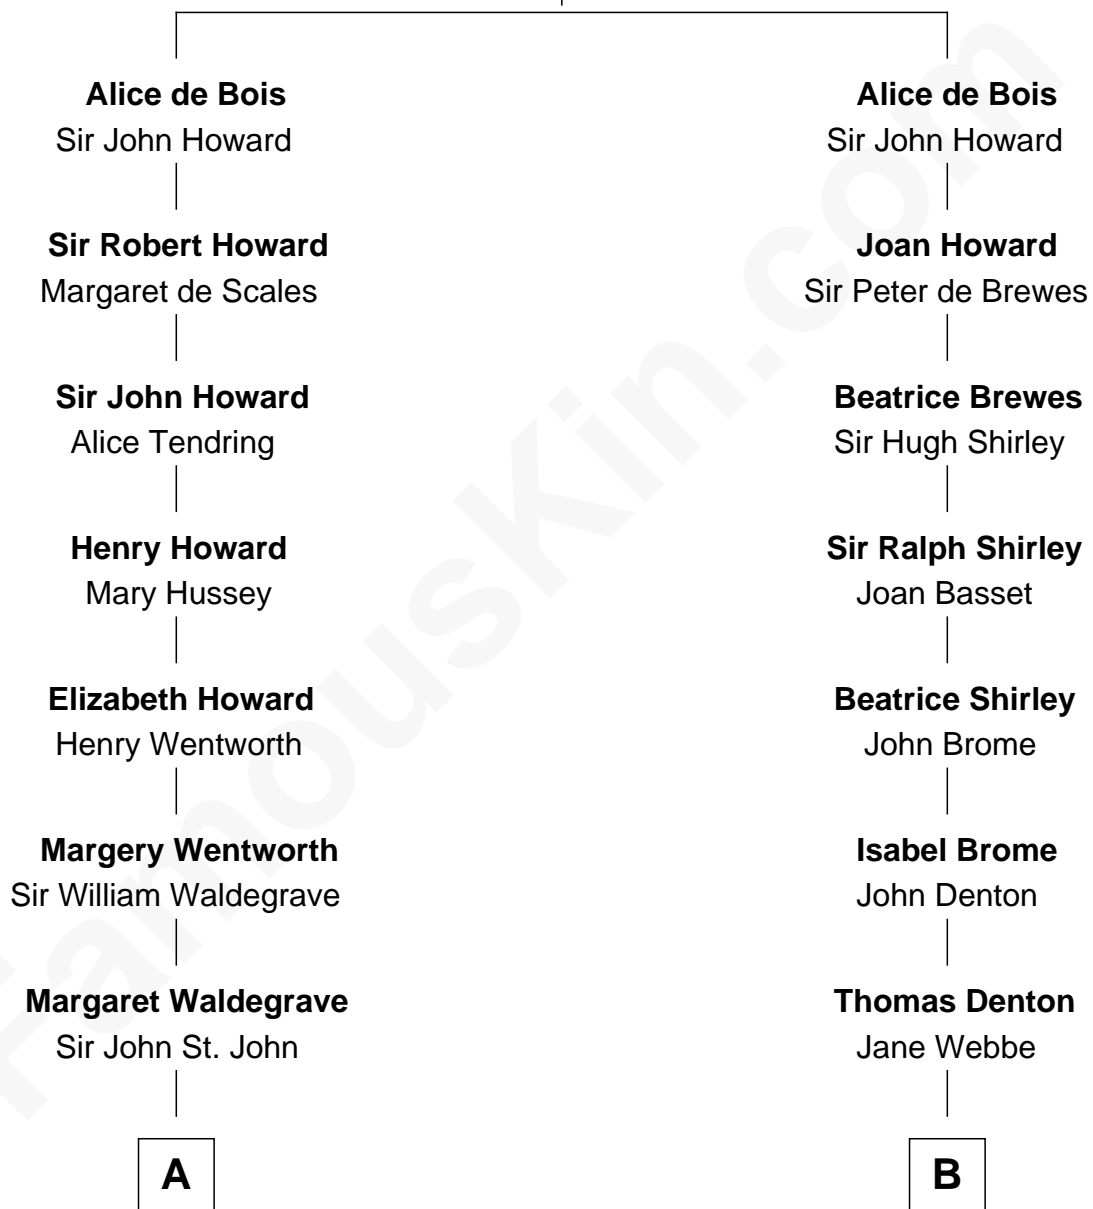 Alice de Bois
Sir John Howard
Sir Robert Howard
Margaret de Scales
Sir John Howard
Alice Tendring
Henry Howard
Mary Hussey
Elizabeth Howard
Henry Wentworth
Margery Wentworth
Sir William Waldegrave
Margaret Waldegrave
Sir John St. John
A
Alice de Bois
Sir John Howard
Joan Howard
Sir Peter de Brewes
Beatrice Brewes
Sir Hugh Shirley
Sir Ralph Shirley
Joan Basset
Beatrice Shirley
John Brome
Isabel Brome
John Denton
Thomas Denton
Jane Webbe
B
FamousKin.com